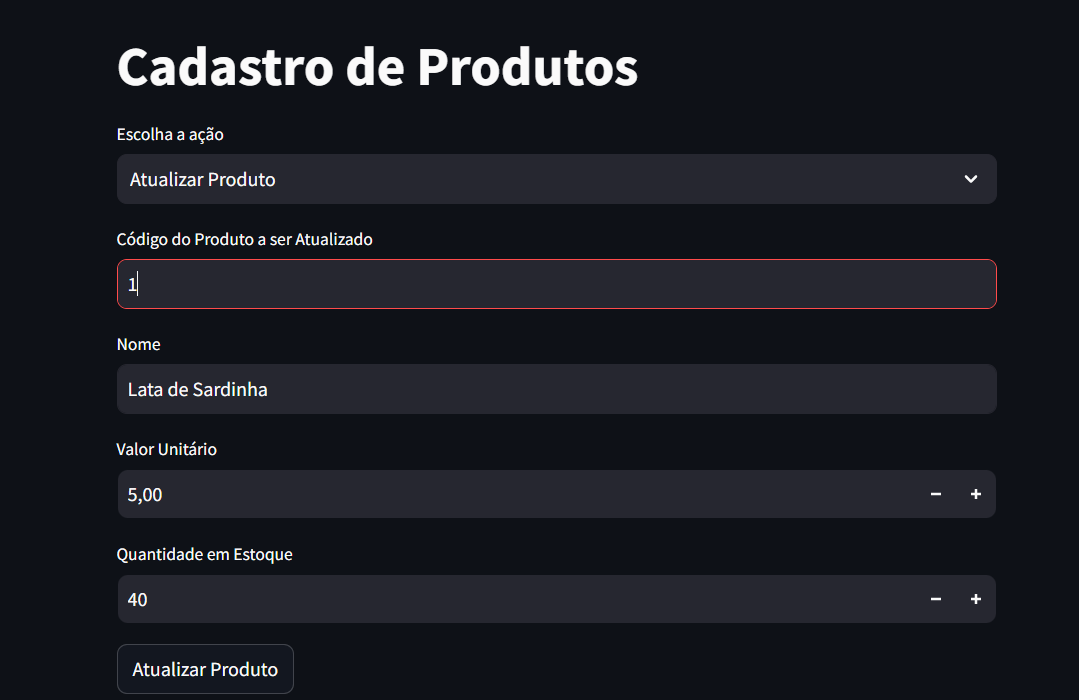 Cadastro de Produtos
Escolha a ação
Atualizar Produto
Código do Produto a ser Atualizado
1
Nome
Lata de Sardinha
Valor Unitário
5,00
Quantidade em Estoque
40
Atualizar Produto